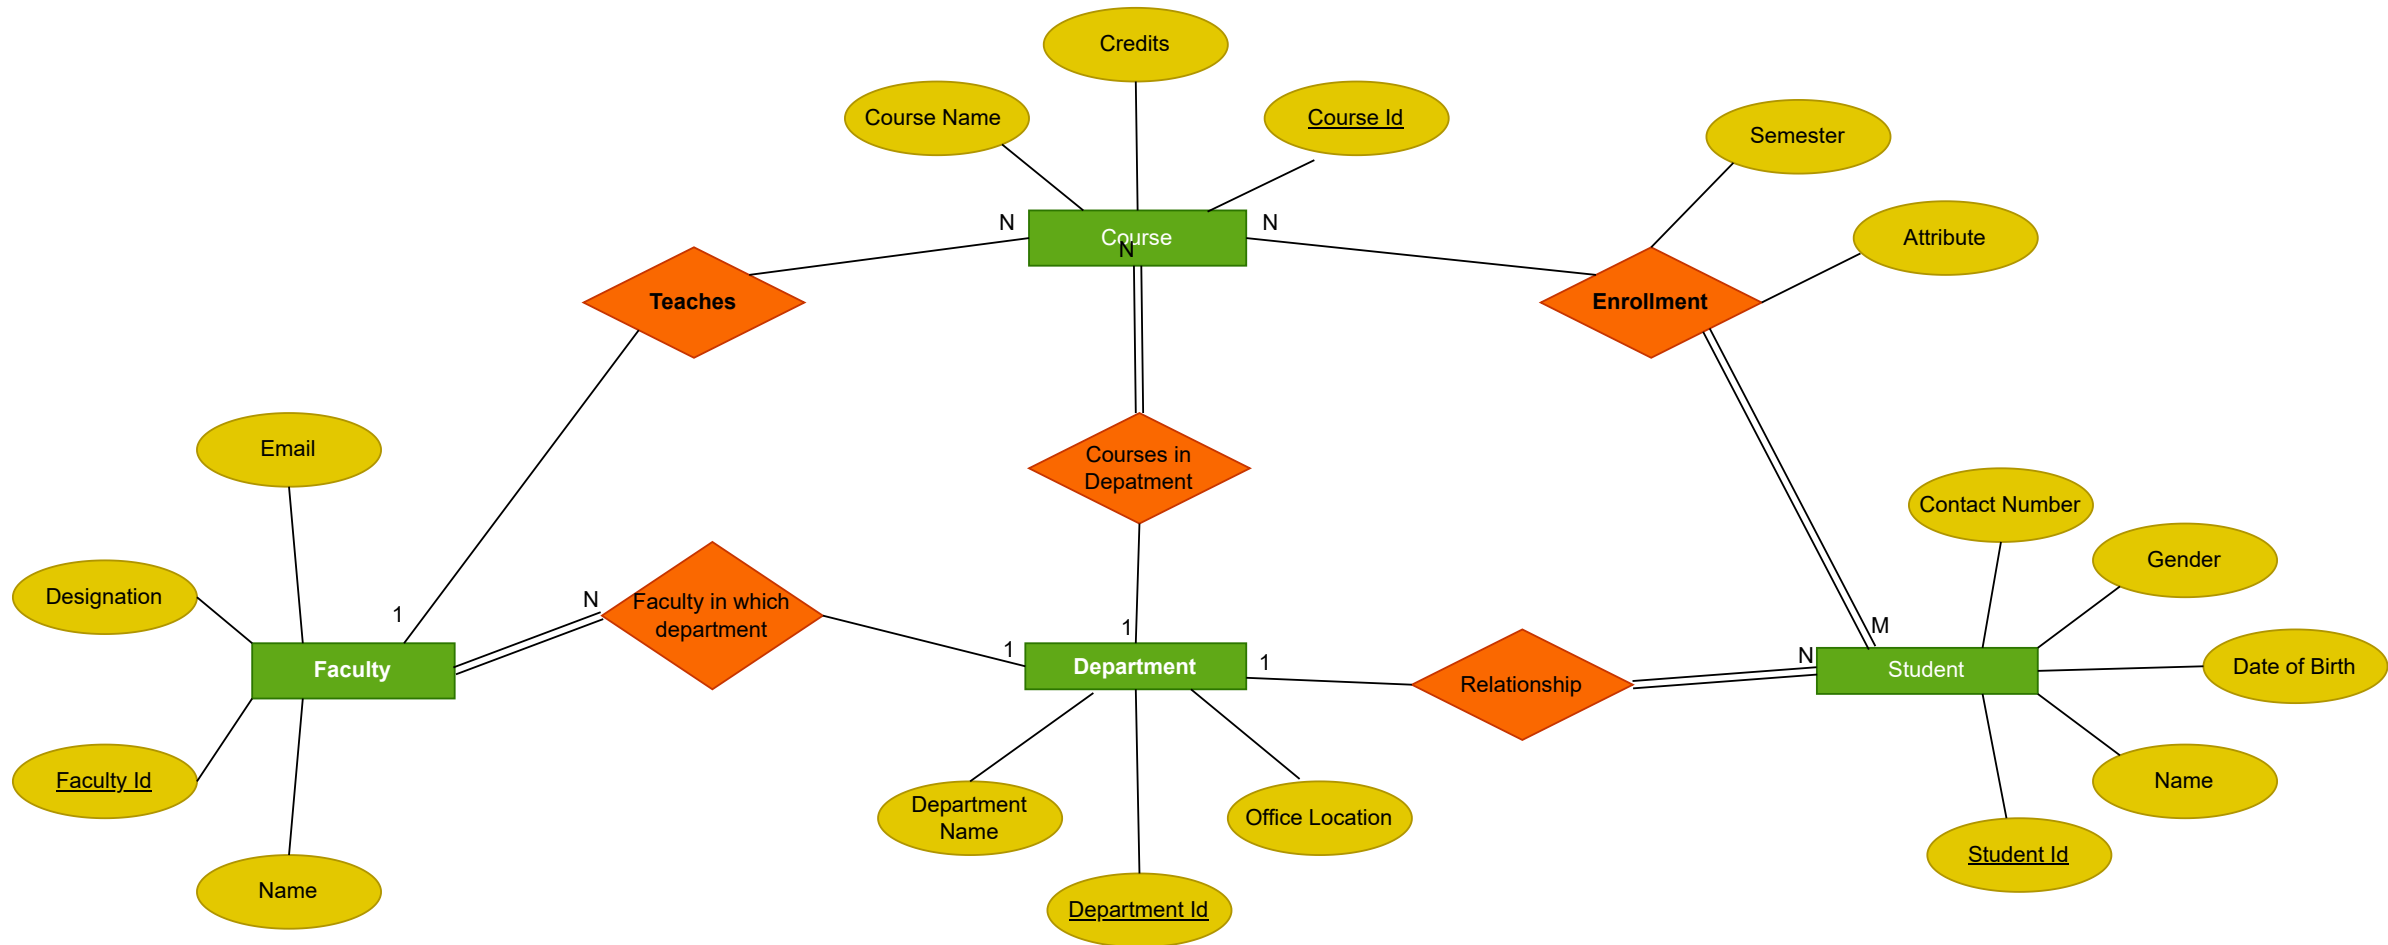 Credits
Course Name
Course Id
Semester
N
Course
N
N
Attribute
Teaches
Enrollment
Email
Courses in
Depatment
Contact Number
Gender
Designation
N
Faculty in which
department
1
1
M
Faculty
1
Department
1
Relationship
N
Student
Date of Birth
Faculty Id
Department
Name
Office Location
Name
Student Id
Name
Department Id